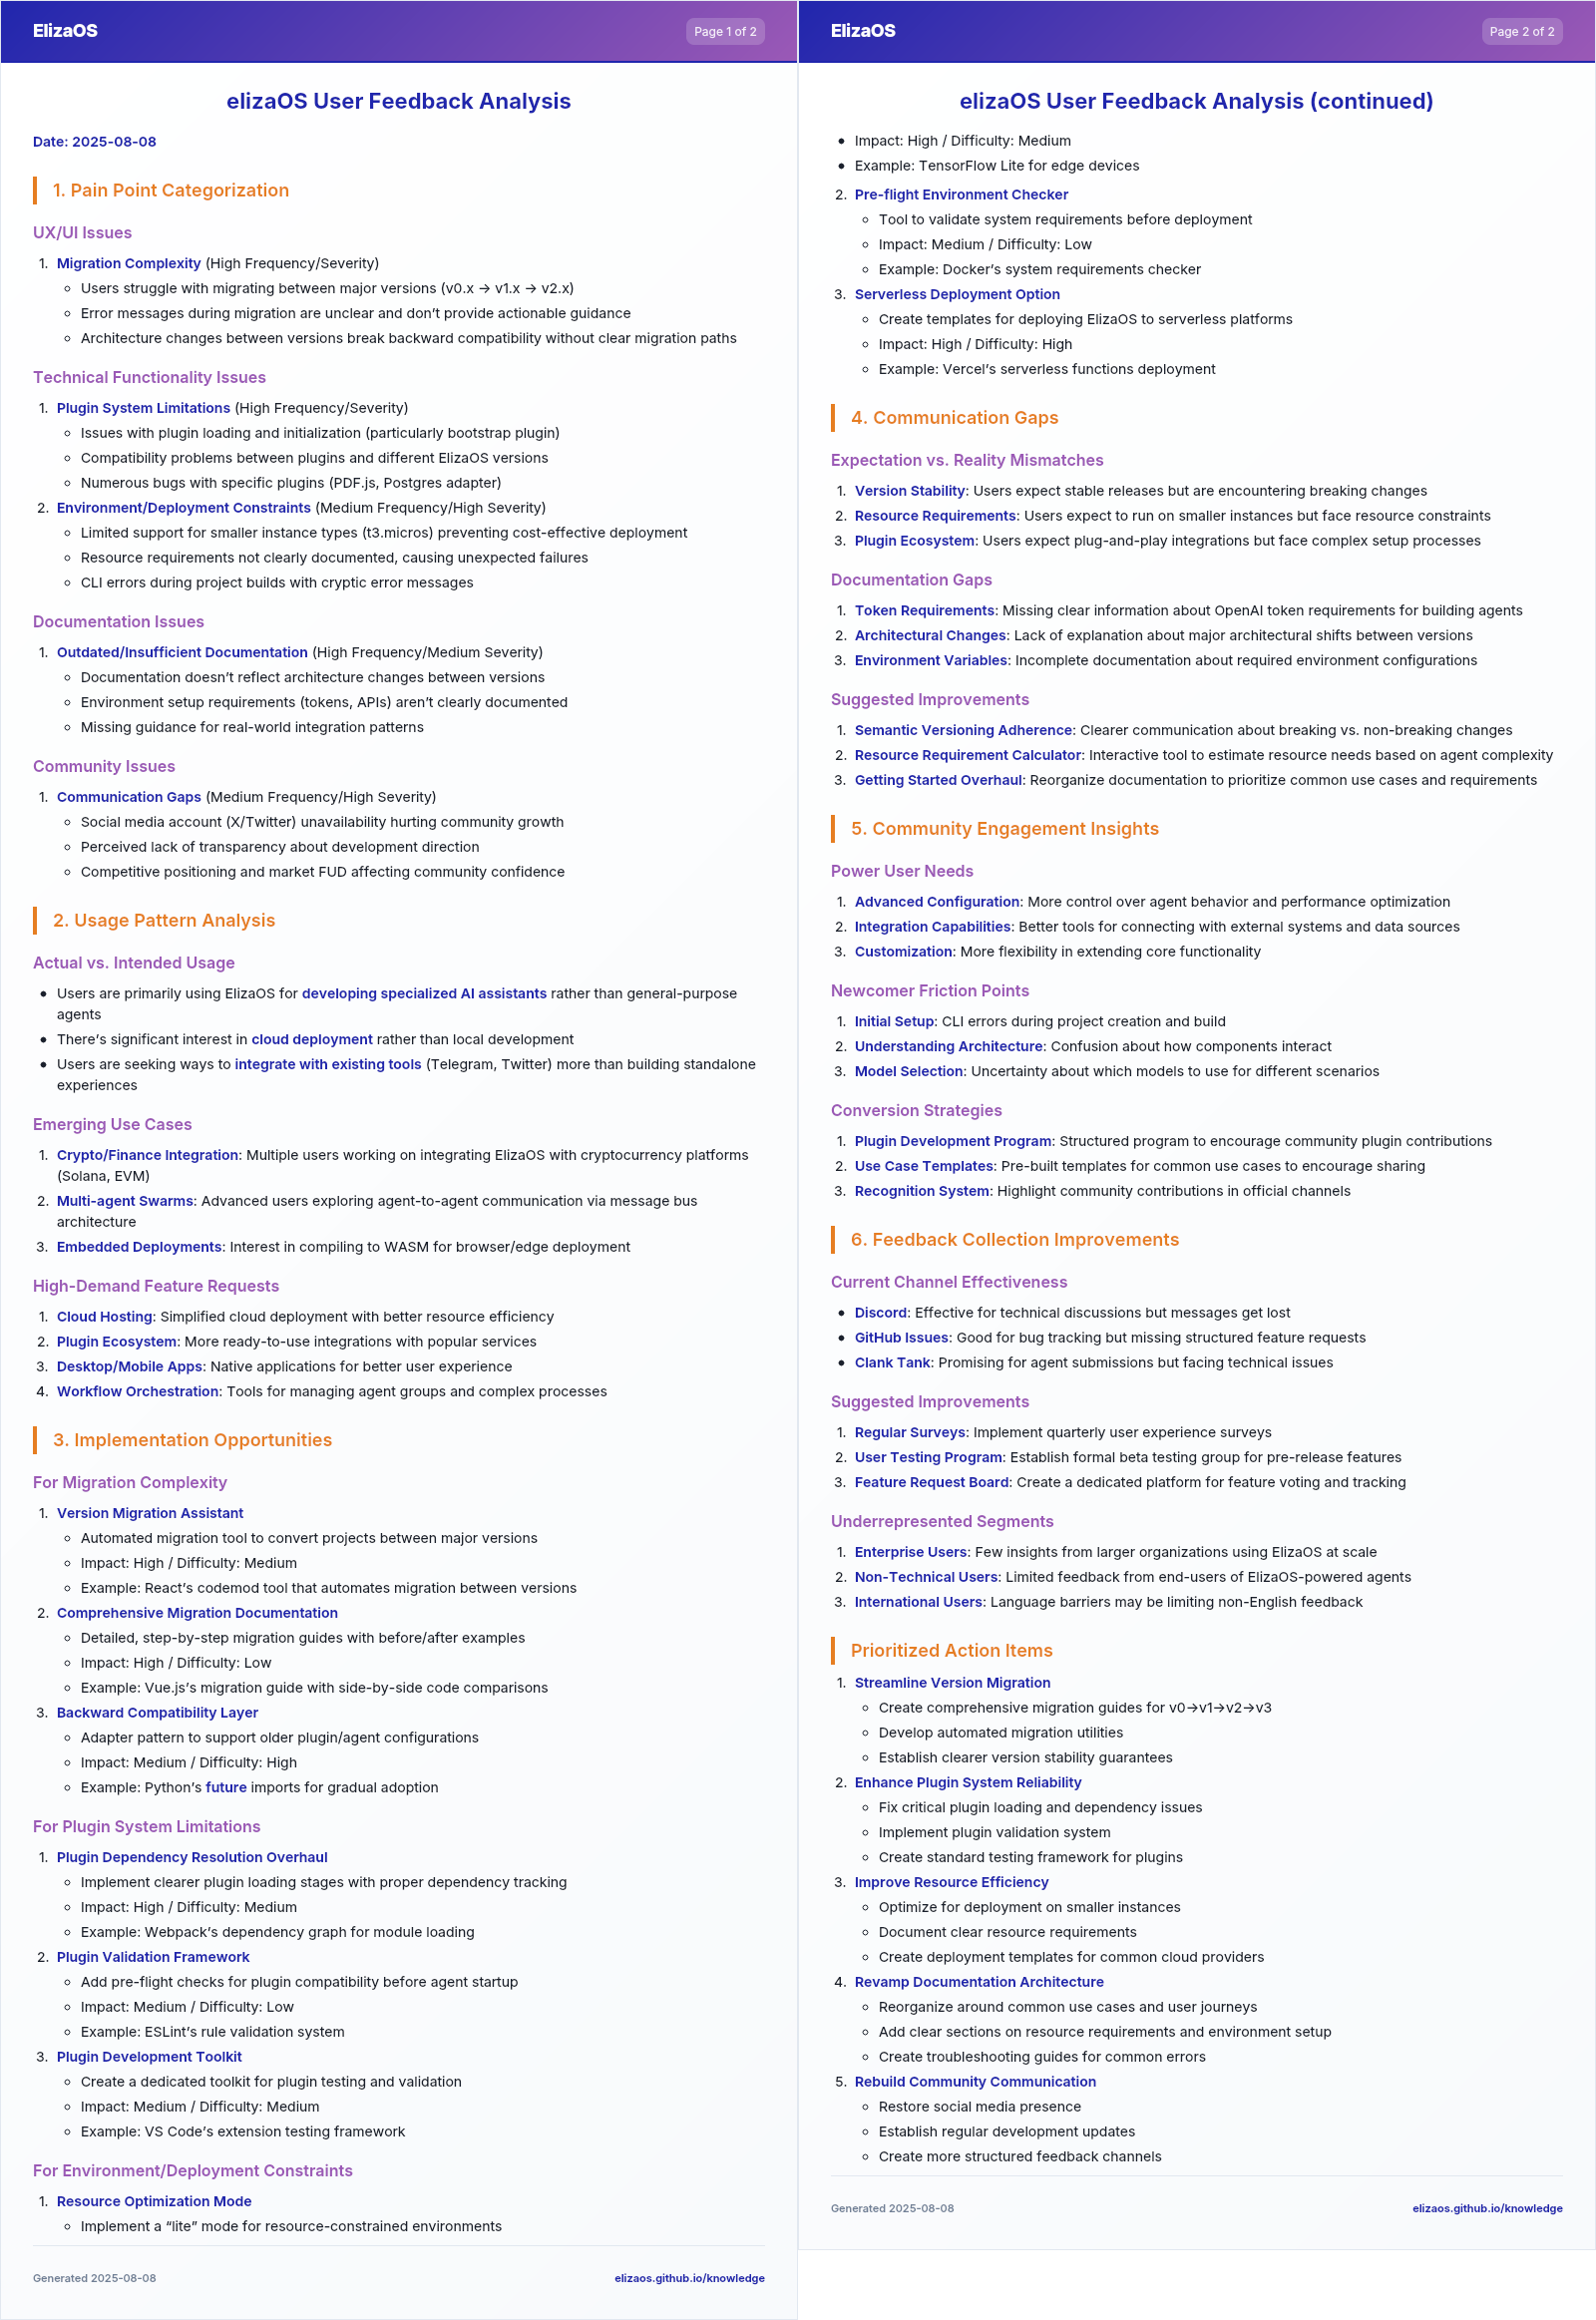 ElizaOS
Page 1 of 2
elizaOS User Feedback Analysis
Date: 2025-08-08
1. Pain Point Categorization
UX/UI Issues
1. Migration Complexity (High Frequency/Severity)
◦ Users struggle with migrating between major versions (v0.x → v1.x → v2.x)
◦ Error messages during migration are unclear and don’t provide actionable guidance
◦ Architecture changes between versions break backward compatibility without clear migration paths
Technical Functionality Issues
1. Plugin System Limitations (High Frequency/Severity)
◦ Issues with plugin loading and initialization (particularly bootstrap plugin)
◦ Compatibility problems between plugins and different ElizaOS versions
◦ Numerous bugs with specific plugins (PDF.js, Postgres adapter)
2. Environment/Deployment Constraints (Medium Frequency/High Severity)
◦ Limited support for smaller instance types (t3.micros) preventing cost-effective deployment
◦ Resource requirements not clearly documented, causing unexpected failures
◦ CLI errors during project builds with cryptic error messages
Documentation Issues
1. Outdated/Insufficient Documentation (High Frequency/Medium Severity)
◦ Documentation doesn’t reflect architecture changes between versions
◦ Environment setup requirements (tokens, APIs) aren’t clearly documented
◦ Missing guidance for real-world integration patterns
Community Issues
1. Communication Gaps (Medium Frequency/High Severity)
◦ Social media account (X/Twitter) unavailability hurting community growth
◦ Perceived lack of transparency about development direction
◦ Competitive positioning and market FUD affecting community confidence
2. Usage Pattern Analysis
Actual vs. Intended Usage
• Users are primarily using ElizaOS for developing specialized AI assistants rather than general-purpose
agents
• There’s significant interest in cloud deployment rather than local development
• Users are seeking ways to integrate with existing tools (Telegram, Twitter) more than building standalone
experiences
Emerging Use Cases
1. Crypto/Finance Integration: Multiple users working on integrating ElizaOS with cryptocurrency platforms
(Solana, EVM)
2. Multi-agent Swarms: Advanced users exploring agent-to-agent communication via message bus
architecture
3. Embedded Deployments: Interest in compiling to WASM for browser/edge deployment
High-Demand Feature Requests
1. Cloud Hosting: Simplified cloud deployment with better resource efficiency
2. Plugin Ecosystem: More ready-to-use integrations with popular services
3. Desktop/Mobile Apps: Native applications for better user experience
4. Workflow Orchestration: Tools for managing agent groups and complex processes
3. Implementation Opportunities
For Migration Complexity
1. Version Migration Assistant
◦ Automated migration tool to convert projects between major versions
◦ Impact: High / Difficulty: Medium
◦ Example: React’s codemod tool that automates migration between versions
2. Comprehensive Migration Documentation
◦ Detailed, step-by-step migration guides with before/after examples
◦ Impact: High / Difficulty: Low
◦ Example: Vue.js’s migration guide with side-by-side code comparisons
3. Backward Compatibility Layer
◦ Adapter pattern to support older plugin/agent configurations
◦ Impact: Medium / Difficulty: High
◦ Example: Python’s future imports for gradual adoption
For Plugin System Limitations
1. Plugin Dependency Resolution Overhaul
◦ Implement clearer plugin loading stages with proper dependency tracking
◦ Impact: High / Difficulty: Medium
◦ Example: Webpack’s dependency graph for module loading
2. Plugin Validation Framework
◦ Add pre-flight checks for plugin compatibility before agent startup
◦ Impact: Medium / Difficulty: Low
◦ Example: ESLint’s rule validation system
3. Plugin Development Toolkit
◦ Create a dedicated toolkit for plugin testing and validation
◦ Impact: Medium / Difficulty: Medium
◦ Example: VS Code’s extension testing framework
For Environment/Deployment Constraints
1. Resource Optimization Mode
◦ Implement a “lite” mode for resource-constrained environments
Generated 2025-08-08
elizaos.github.io/knowledge
ElizaOS
Page 2 of 2
elizaOS User Feedback Analysis (continued)
• Impact: High / Difficulty: Medium
• Example: TensorFlow Lite for edge devices
2. Pre-flight Environment Checker
◦ Tool to validate system requirements before deployment
◦ Impact: Medium / Difficulty: Low
◦ Example: Docker’s system requirements checker
3. Serverless Deployment Option
◦ Create templates for deploying ElizaOS to serverless platforms
◦ Impact: High / Difficulty: High
◦ Example: Vercel’s serverless functions deployment
4. Communication Gaps
Expectation vs. Reality Mismatches
1. Version Stability: Users expect stable releases but are encountering breaking changes
2. Resource Requirements: Users expect to run on smaller instances but face resource constraints
3. Plugin Ecosystem: Users expect plug-and-play integrations but face complex setup processes
Documentation Gaps
1. Token Requirements: Missing clear information about OpenAI token requirements for building agents
2. Architectural Changes: Lack of explanation about major architectural shifts between versions
3. Environment Variables: Incomplete documentation about required environment configurations
Suggested Improvements
1. Semantic Versioning Adherence: Clearer communication about breaking vs. non-breaking changes
2. Resource Requirement Calculator: Interactive tool to estimate resource needs based on agent complexity
3. Getting Started Overhaul: Reorganize documentation to prioritize common use cases and requirements
5. Community Engagement Insights
Power User Needs
1. Advanced Configuration: More control over agent behavior and performance optimization
2. Integration Capabilities: Better tools for connecting with external systems and data sources
3. Customization: More flexibility in extending core functionality
Newcomer Friction Points
1. Initial Setup: CLI errors during project creation and build
2. Understanding Architecture: Confusion about how components interact
3. Model Selection: Uncertainty about which models to use for different scenarios
Conversion Strategies
1. Plugin Development Program: Structured program to encourage community plugin contributions
2. Use Case Templates: Pre-built templates for common use cases to encourage sharing
3. Recognition System: Highlight community contributions in official channels
6. Feedback Collection Improvements
Current Channel Effectiveness
• Discord: Effective for technical discussions but messages get lost
• GitHub Issues: Good for bug tracking but missing structured feature requests
• Clank Tank: Promising for agent submissions but facing technical issues
Suggested Improvements
1. Regular Surveys: Implement quarterly user experience surveys
2. User Testing Program: Establish formal beta testing group for pre-release features
3. Feature Request Board: Create a dedicated platform for feature voting and tracking
Underrepresented Segments
1. Enterprise Users: Few insights from larger organizations using ElizaOS at scale
2. Non-Technical Users: Limited feedback from end-users of ElizaOS-powered agents
3. International Users: Language barriers may be limiting non-English feedback
Prioritized Action Items
1. Streamline Version Migration
◦ Create comprehensive migration guides for v0→v1→v2→v3
◦ Develop automated migration utilities
◦ Establish clearer version stability guarantees
2. Enhance Plugin System Reliability
◦ Fix critical plugin loading and dependency issues
◦ Implement plugin validation system
◦ Create standard testing framework for plugins
3. Improve Resource Efficiency
◦ Optimize for deployment on smaller instances
◦ Document clear resource requirements
◦ Create deployment templates for common cloud providers
4. Revamp Documentation Architecture
◦ Reorganize around common use cases and user journeys
◦ Add clear sections on resource requirements and environment setup
◦ Create troubleshooting guides for common errors
5. Rebuild Community Communication
◦ Restore social media presence
◦ Establish regular development updates
◦ Create more structured feedback channels
Generated 2025-08-08
elizaos.github.io/knowledge